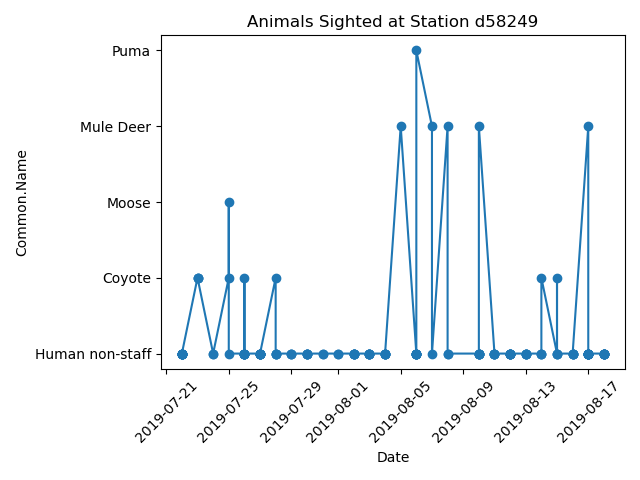 Animals Sighted at Station d58249
Puma
Mule Deer
Moose
Coyote
Human non-staff
Common.Name
2019-07-21
2019-07-25
2019-07-29
2019-08-01
2019-08-05
2019-08-09
2019-08-13
2019-08-17
Date